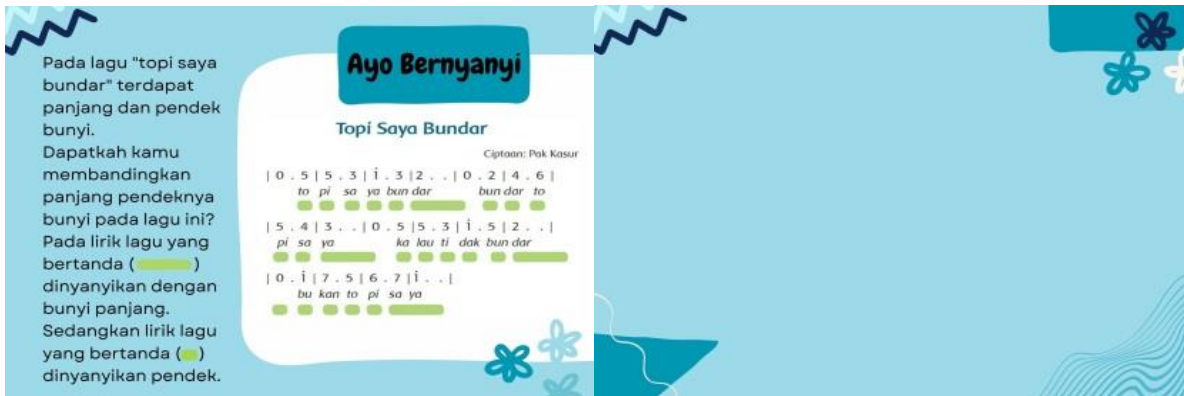 Pada lagu "topi saya
bundar" terdapat
panjang dan pendek
bunyi.
Dapatkah kamu
membandingkan
panjang pendeknya
bunyi pada lagu ini?
Pada lirik lagu yang
bertanda ( )
dinyanyikan dengan
bunyi panjang.
Sedangkan lirik lagu
yang bertanda ( )
dinyanyikan pendek.
Ayo Bernyanyi
Topi Saya Bundar
Ciptaan: Pak Kasur
| 0 . 5 | 5 . 3 | i . 3 | 2 . . | 0 . 2 | 4 . 6 |
to pi sa ya bun dar bun dar to
| 5 . 4 | 3 . . | 0 . 5 | 5 . 3 | i . 5 | 2 . . |
pi sa ya ka lau ti dak bun dar
| 0 . i | 7 . 5 | 6 . 7 | i . . |
bu kan to pi sa ya